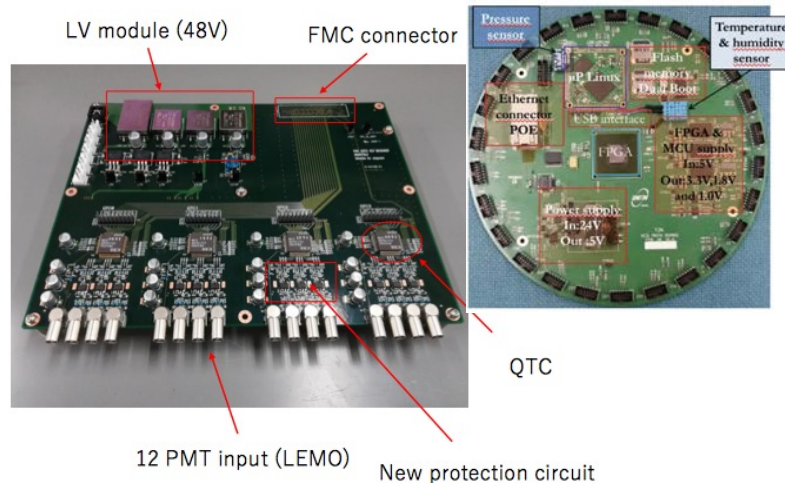 LV module (48V)
FMC connector
Pressure
sensor
Temperature
& humidity
sensor
µP Linux
Flash
memory
Dual Boot
Ethernet
connector
POE
USB interface
FPGA
FPGA &
MCU supply
In:5V
Out:3.3V,1.8V
and 1.0V
Power supply
In:24V
Out :5V
QTC
12 PMT input (LEMO)
New protection circuit